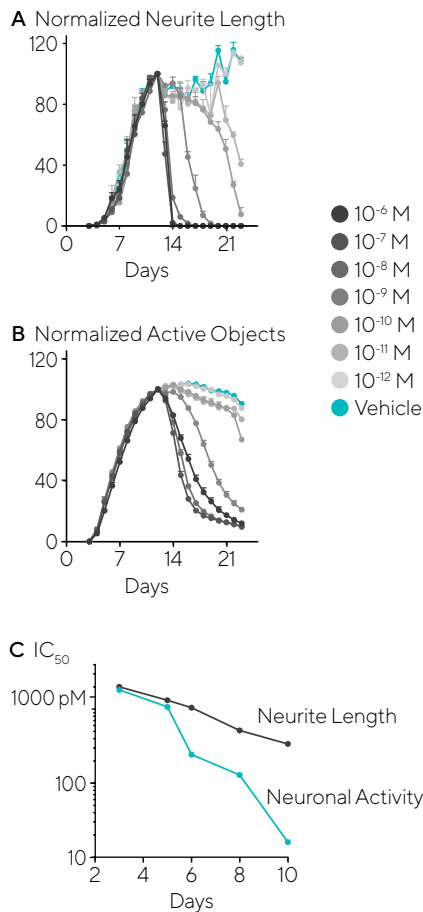 A Normalized Neurite Length
120
80
40
0
0 7 14 21
Days
10⁻⁶ M
10⁻⁷ M
10⁻⁸ M
10⁻⁹ M
10⁻¹⁰ M
10⁻¹¹ M
10⁻¹² M
Vehicle
B Normalized Active Objects
120
80
40
0
0 7 14 21
Days
C IC₅₀
1000 pM
100
10
2 4 6 8 10
Days
Neurite Length
Neuronal Activity